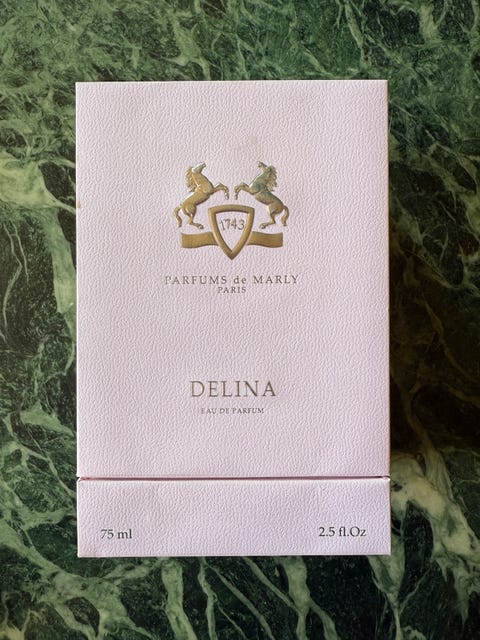 1743
PARFUMS de MARLY
PARIS
DELINA
EAU DE PARFUM
75 ml
2.5 fl.Oz